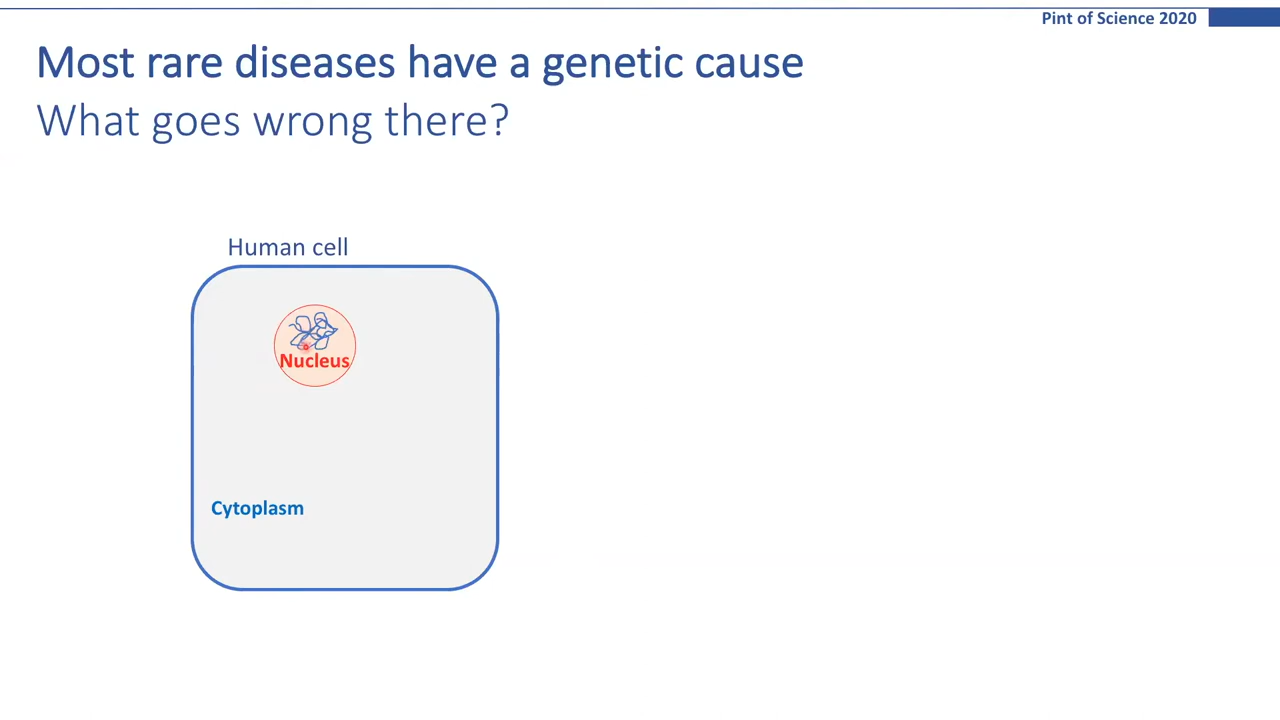 Pint of Science 2020
Most rare diseases have a genetic cause
What goes wrong there?
Human cell
Nucleus
Cytoplasm